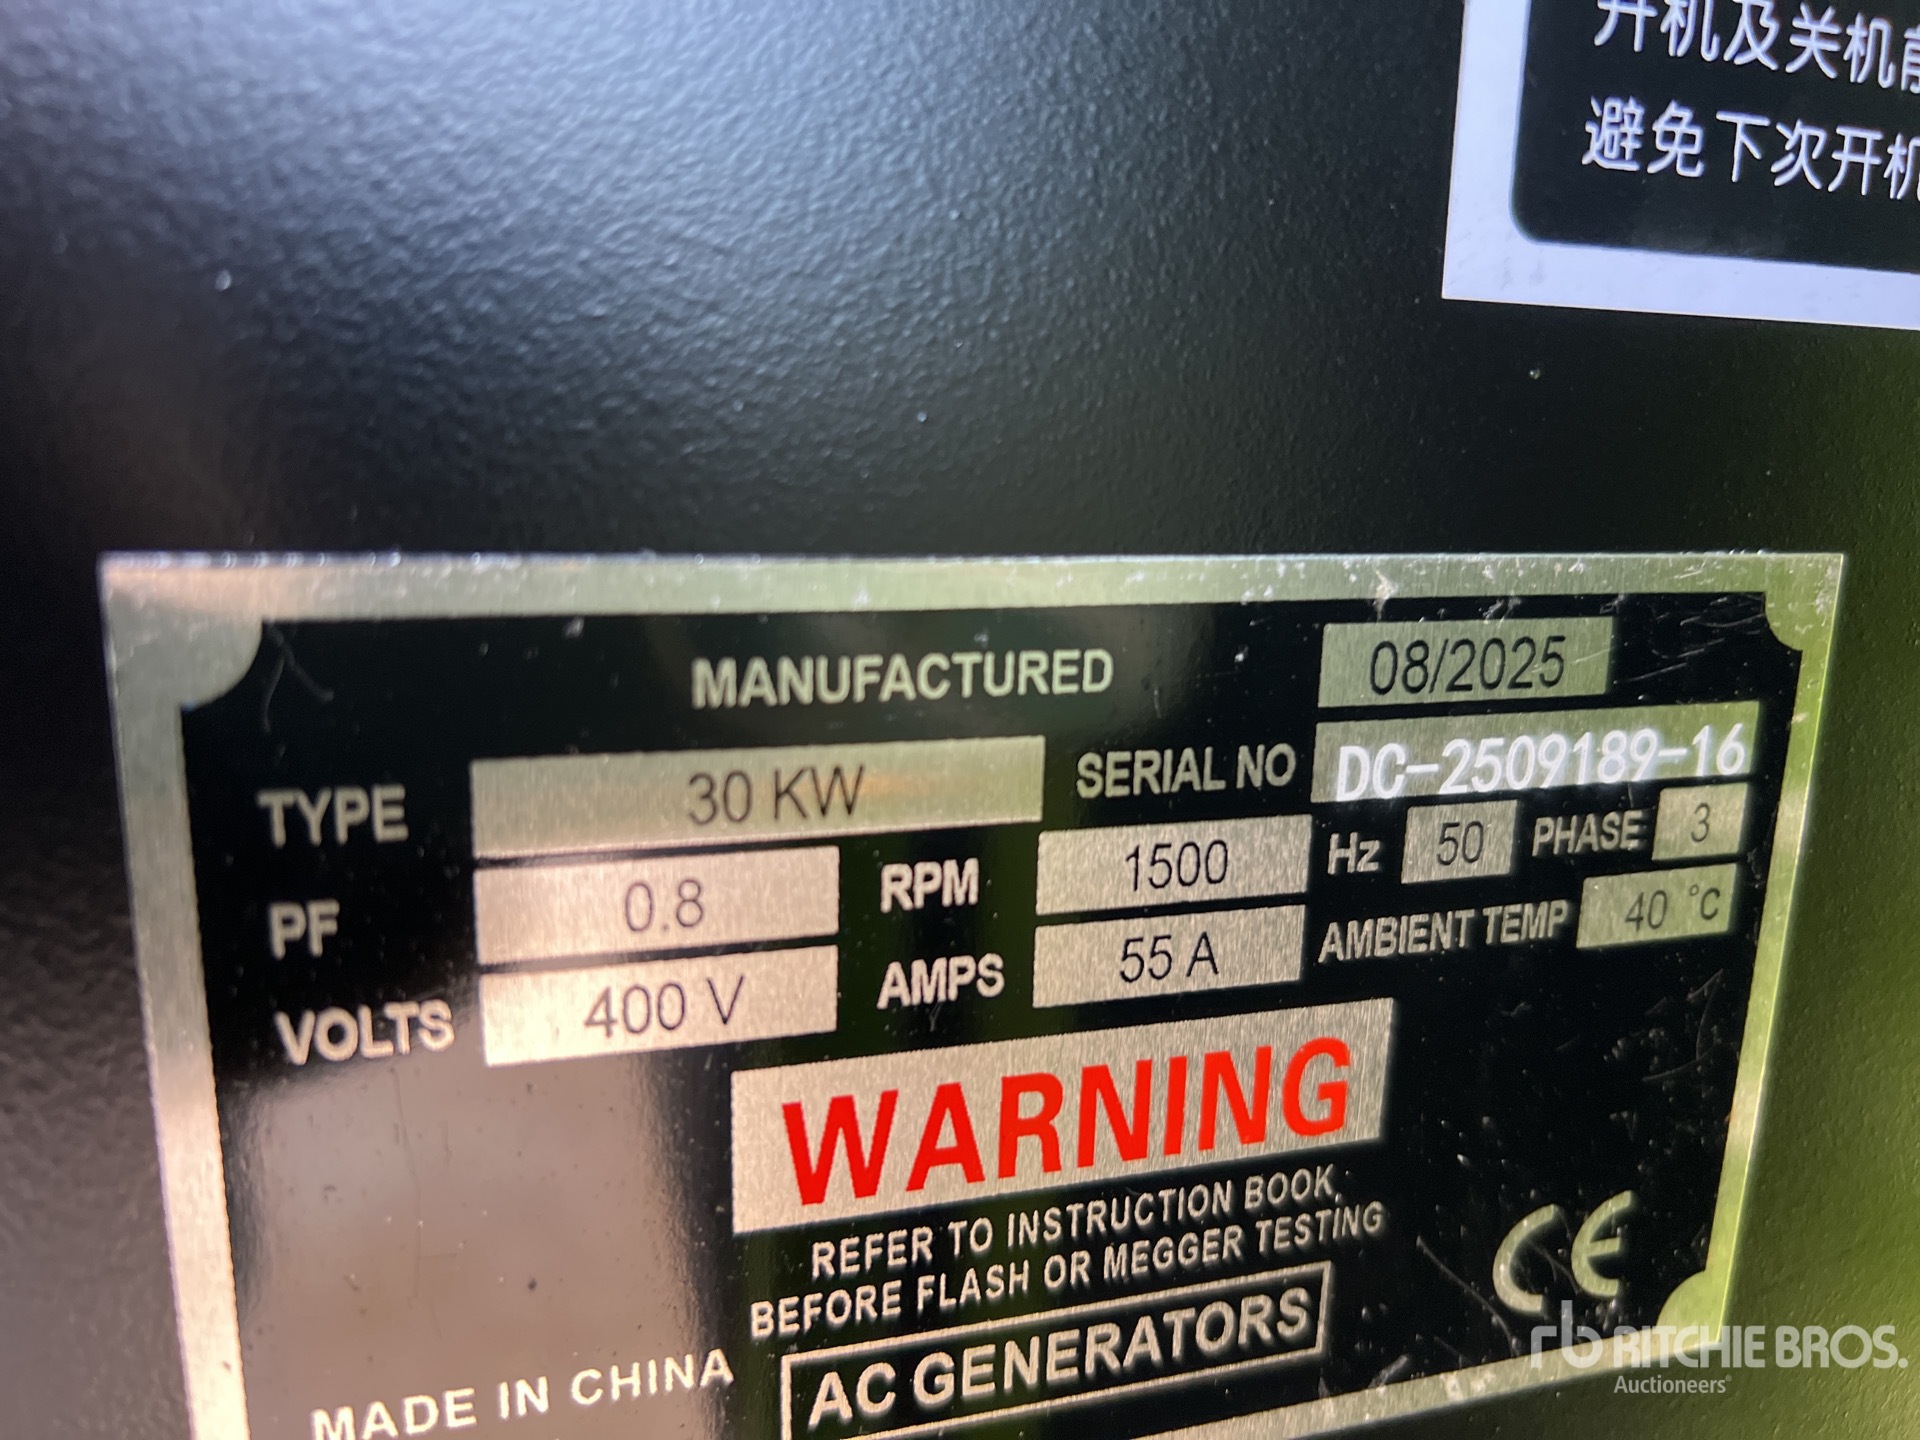 开机及关机前
避免下次开机
MANUFACTURED 08/2025
TYPE 30 KW SERIAL NO DC-2509189-16
PF 0.8 RPM 1500 Hz 50 PHASE 3
VOLTS 400 V AMPS 55 A AMBIENT TEMP 40 °C
WARNING
REFER TO INSTRUCTION BOOK,
BEFORE FLASH OR MEGGER TESTING
CE
MADE IN CHINA AC GENERATORS
rb RITCHIE BROS.
Auctioneers